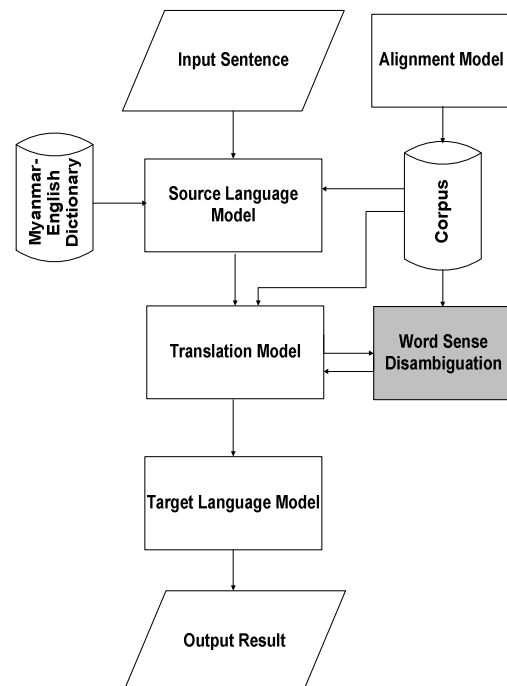 Input Sentence
Alignment Model
Myanmar-
English
Dictionary
Source Language
Model
Corpus
Translation Model
Word Sense
Disambiguation
Target Language Model
Output Result